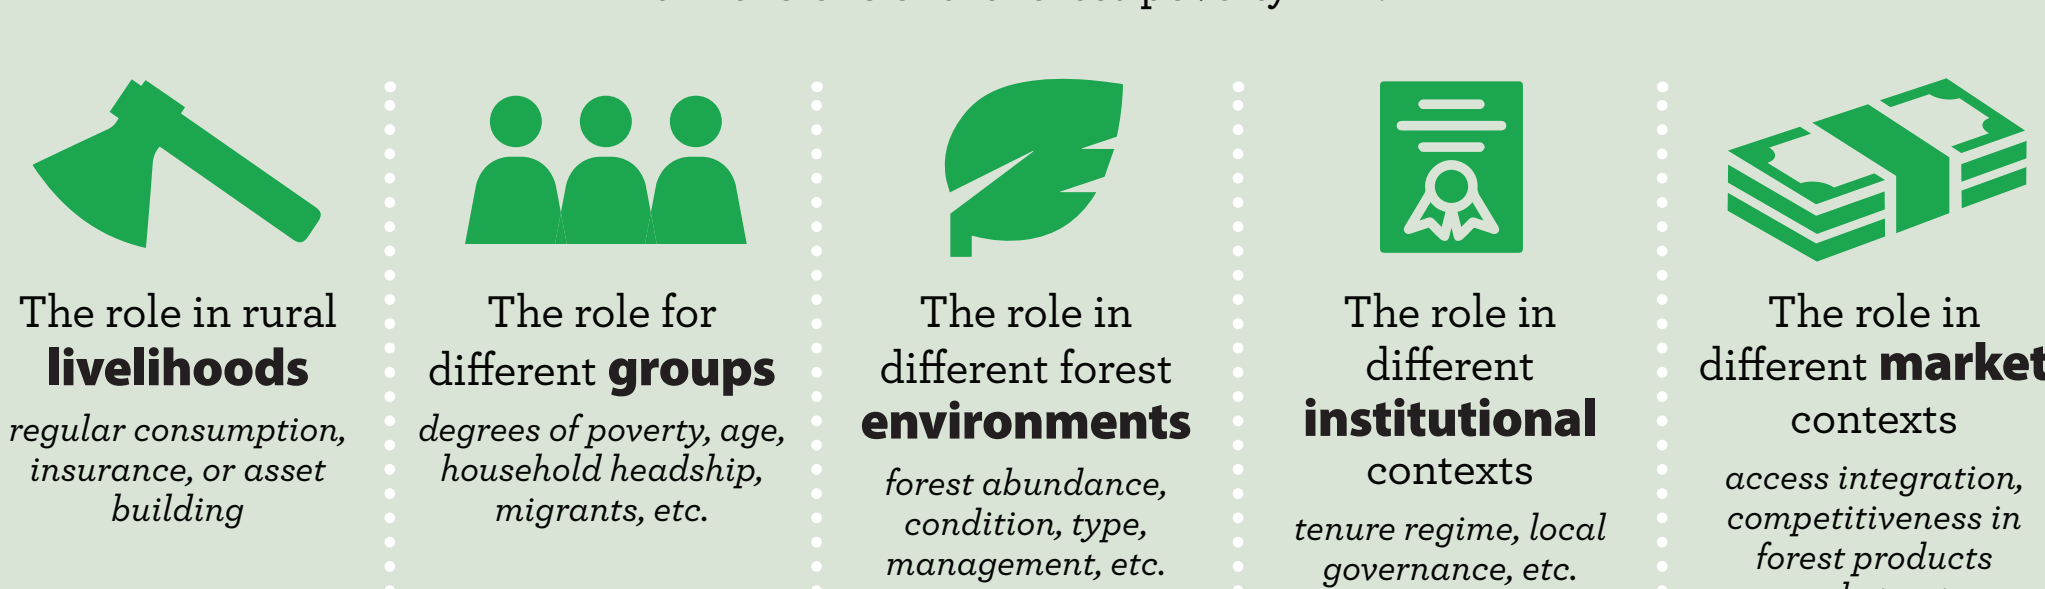 The role in rural
livelihoods
regular consumption,
insurance, or asset
building
The role for
different groups
degrees of poverty, age,
household headship,
migrants, etc.
The role in
different forest
environments
forest abundance,
condition, type,
management, etc.
The role in
different
institutional
contexts
tenure regime, local
governance, etc.
The role in
different market
contexts
access integration,
competitiveness in
forest products